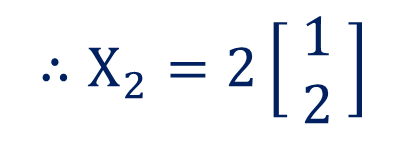 ∴ X₂ = 2 [ 1
2 ]